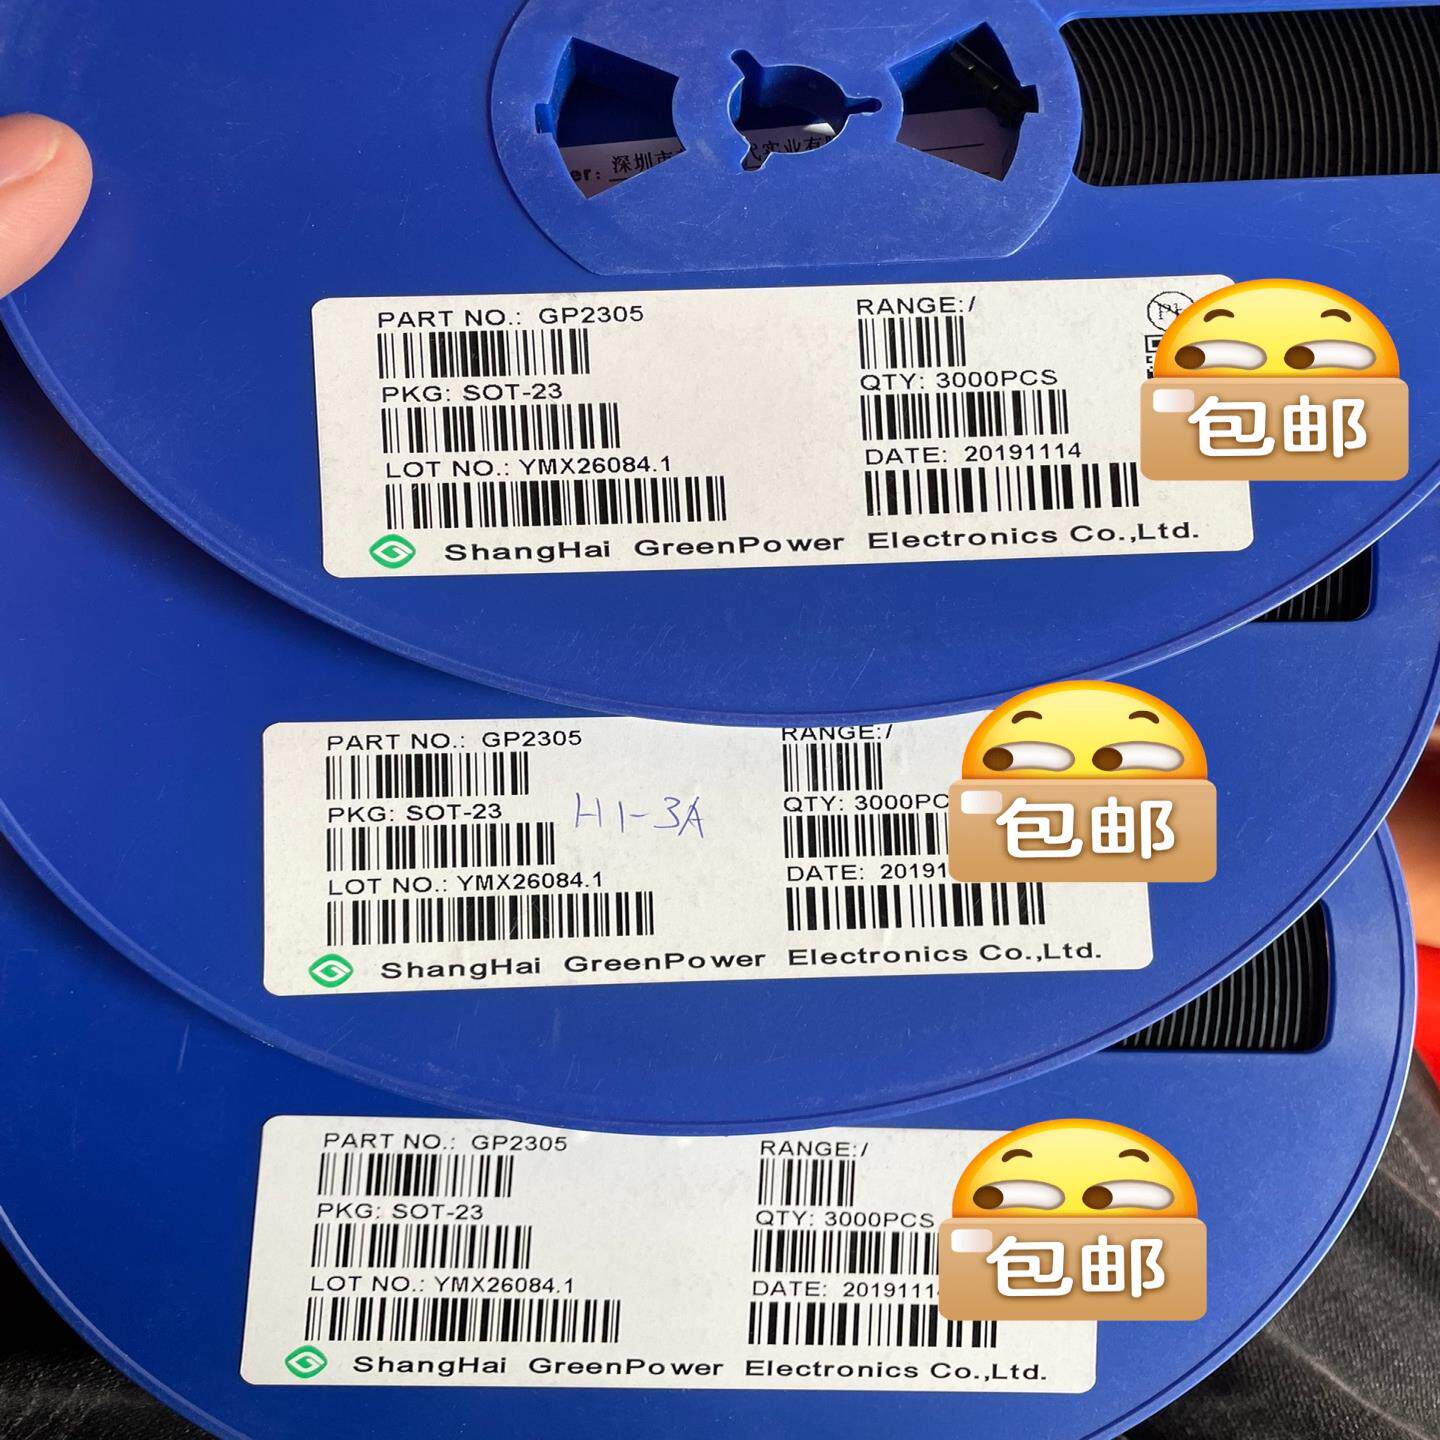 er: 深圳市 代实业有
PART NO.: GP2305
RANGE:/
PKG: SOT-23
QTY: 3000PCS
LOT NO.: YMX26084.1
DATE: 20191114
ShangHai GreenPower Electronics Co.,Ltd.
包邮
PART NO.: GP2305
RANGE:/
PKG: SOT-23
H1-3A
QTY: 3000PC
LOT NO.: YMX26084.1
DATE: 20191
ShangHai GreenPower Electronics Co.,Ltd.
包邮
PART NO.: GP2305
RANGE:/
PKG: SOT-23
QTY: 3000PCS
LOT NO.: YMX26084.1
DATE: 2019111
ShangHai GreenPower Electronics Co.,Ltd.
包邮